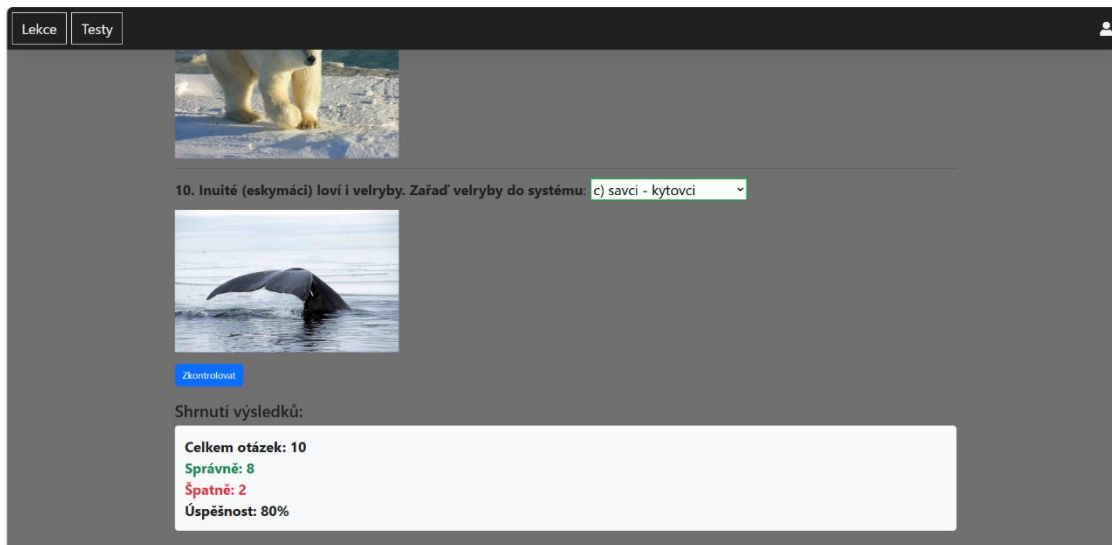 Lekce Testy
10. Inuité (eskymáci) loví i velryby. Zařaď velryby do systému: c) savci - kytovci
Zkontrolovat
Shrnutí výsledků:
Celkem otázek: 10
Správně: 8
Špatně: 2
Úspěšnost: 80%